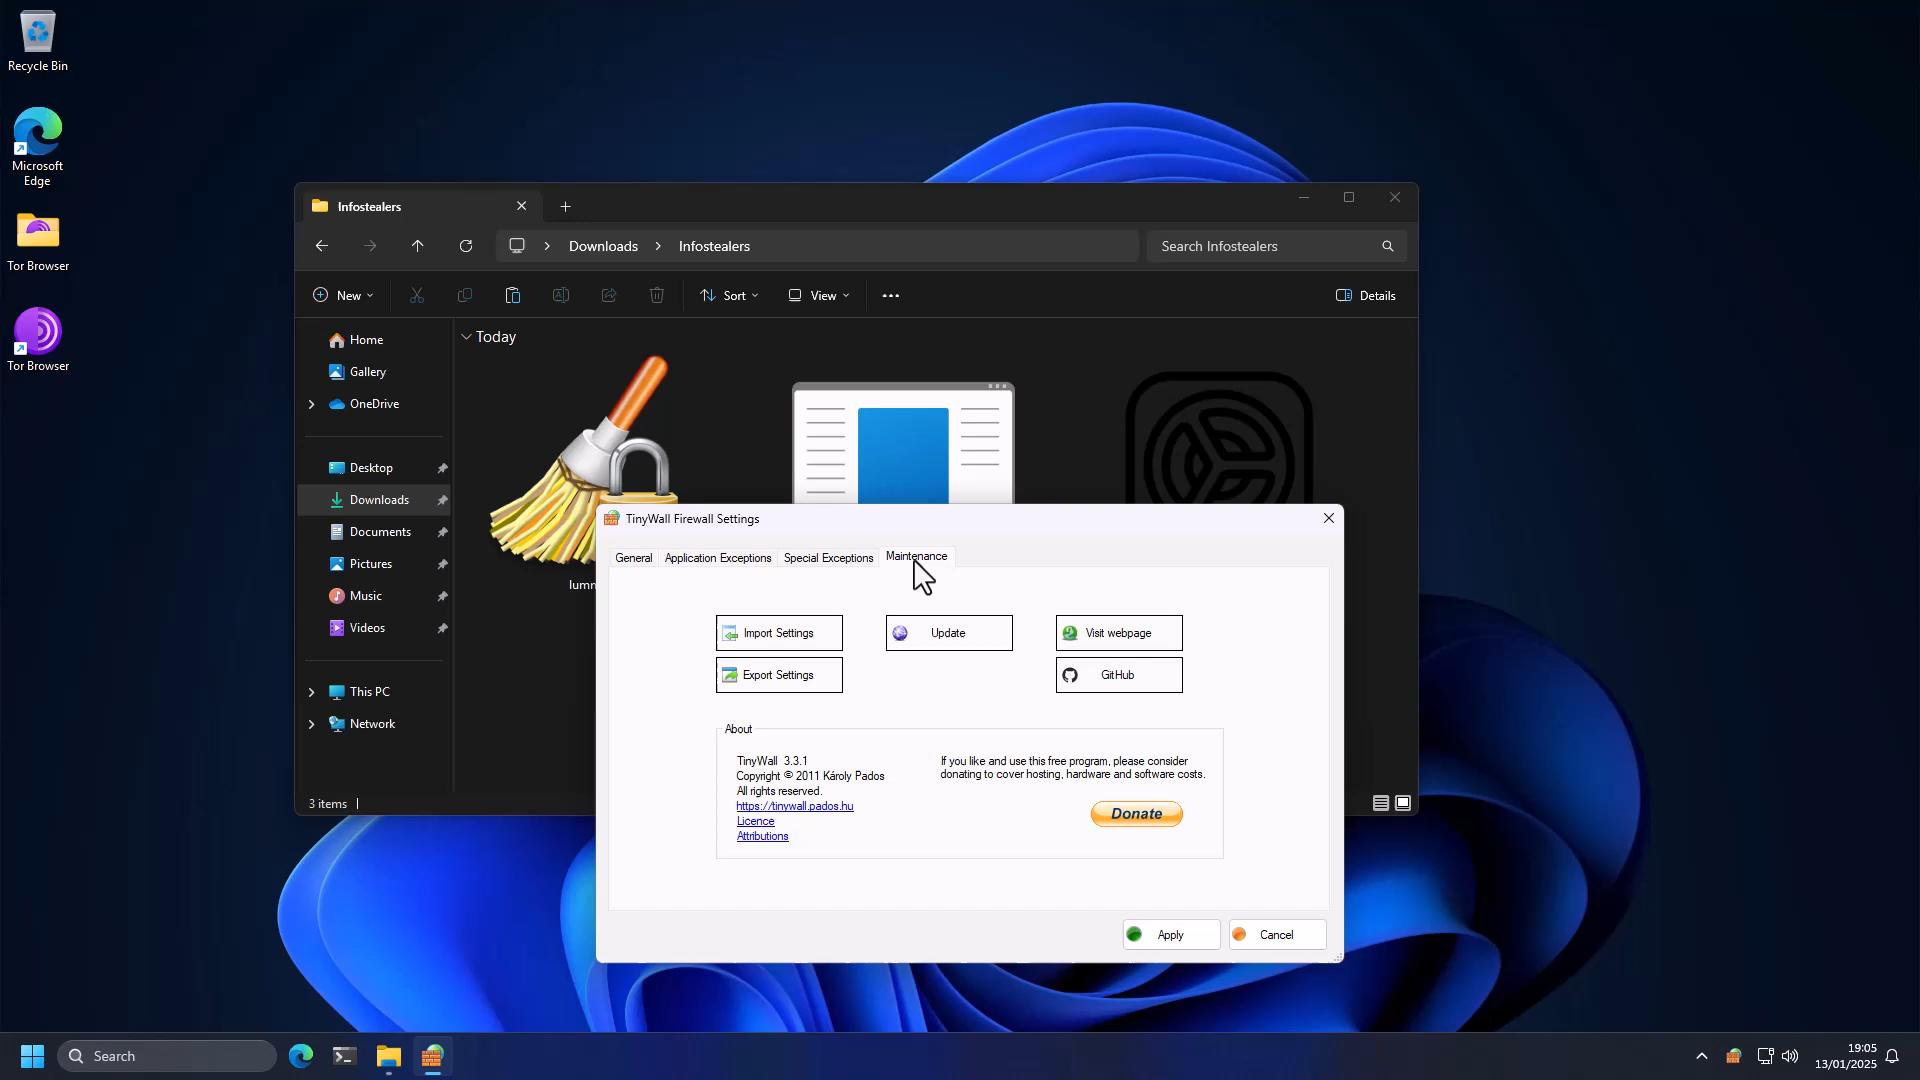 Recycle Bin
Microsoft
Edge
Tor Browser
Tor Browser
Infostealers
Downloads
Infostealers
Search Infostealers
New
Sort
View
Details
Home
Gallery
OneDrive
Desktop
Downloads
Documents
Pictures
Music
Videos
This PC
Network
Today
3 items
TinyWall Firewall Settings
General
Application Exceptions
Special Exceptions
Maintenance
Import Settings
Update
Visit webpage
Export Settings
GitHub
About
TinyWall 3.3.1
Copyright © 2011 Károly Pados
All rights reserved.
https://tinywall.pados.hu
Licence
Attributions
If you like and use this free program, please consider
donating to cover hosting, hardware and software costs.
Donate
Apply
Cancel
Search
19:05
13/01/2025